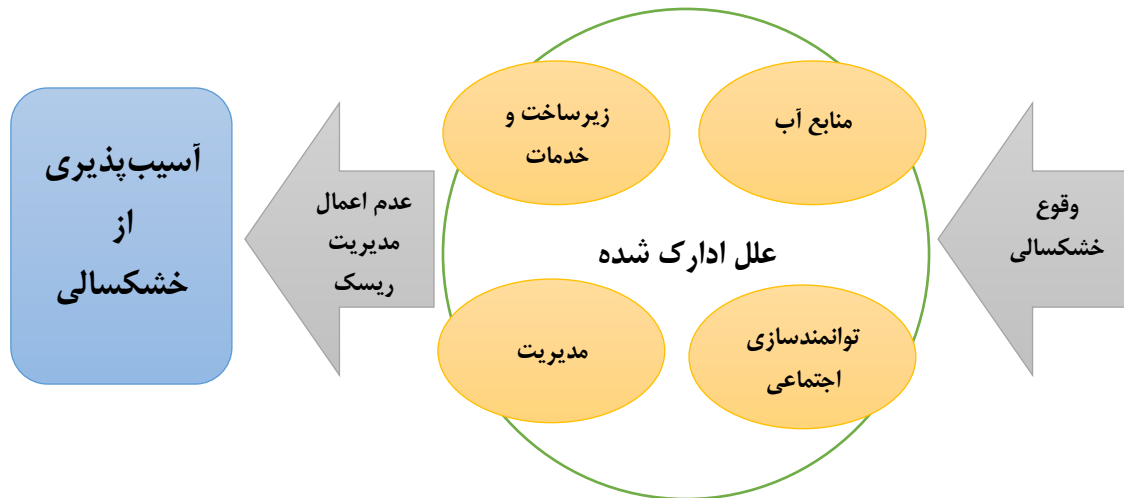 وقوع
خشکسالی
منابع آب
زیرساخت و
خدمات
علل ادارک شده
توانمندسازی
اجتماعی
مدیریت
عدم اعمال
مدیریت
ریسک
آسیب‌پذیری
از
خشکسالی